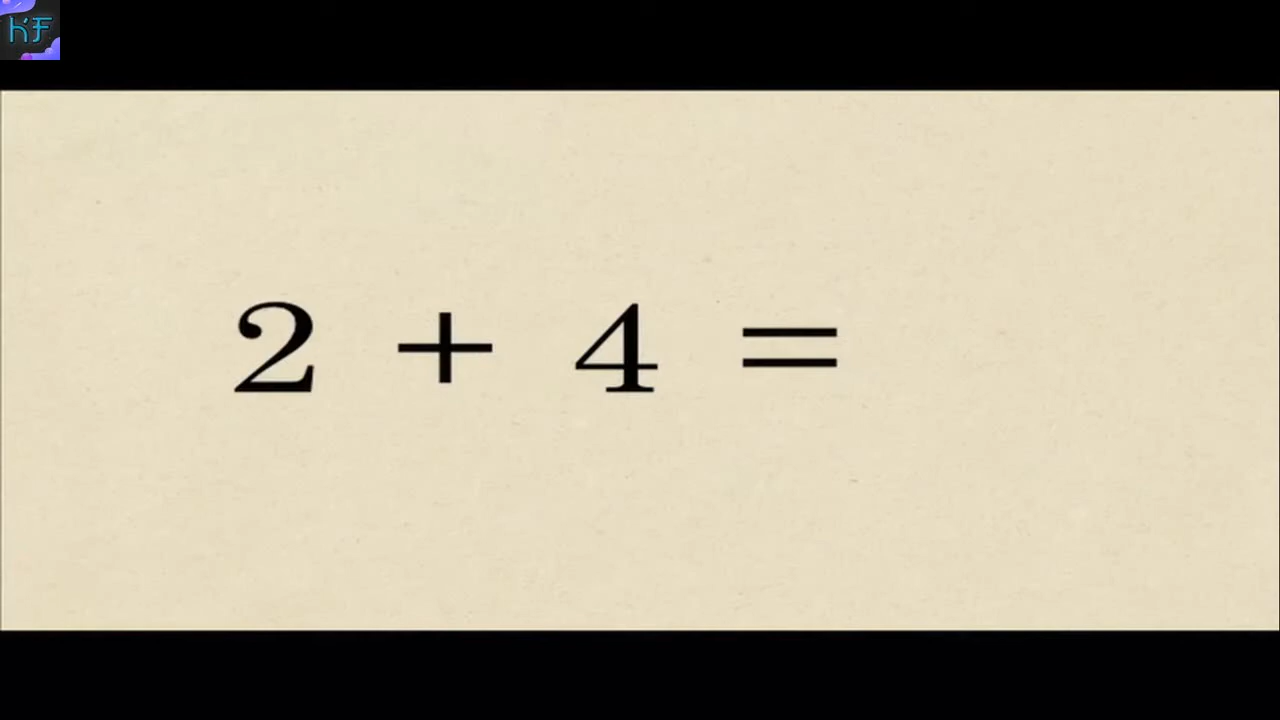 2 + 4 =